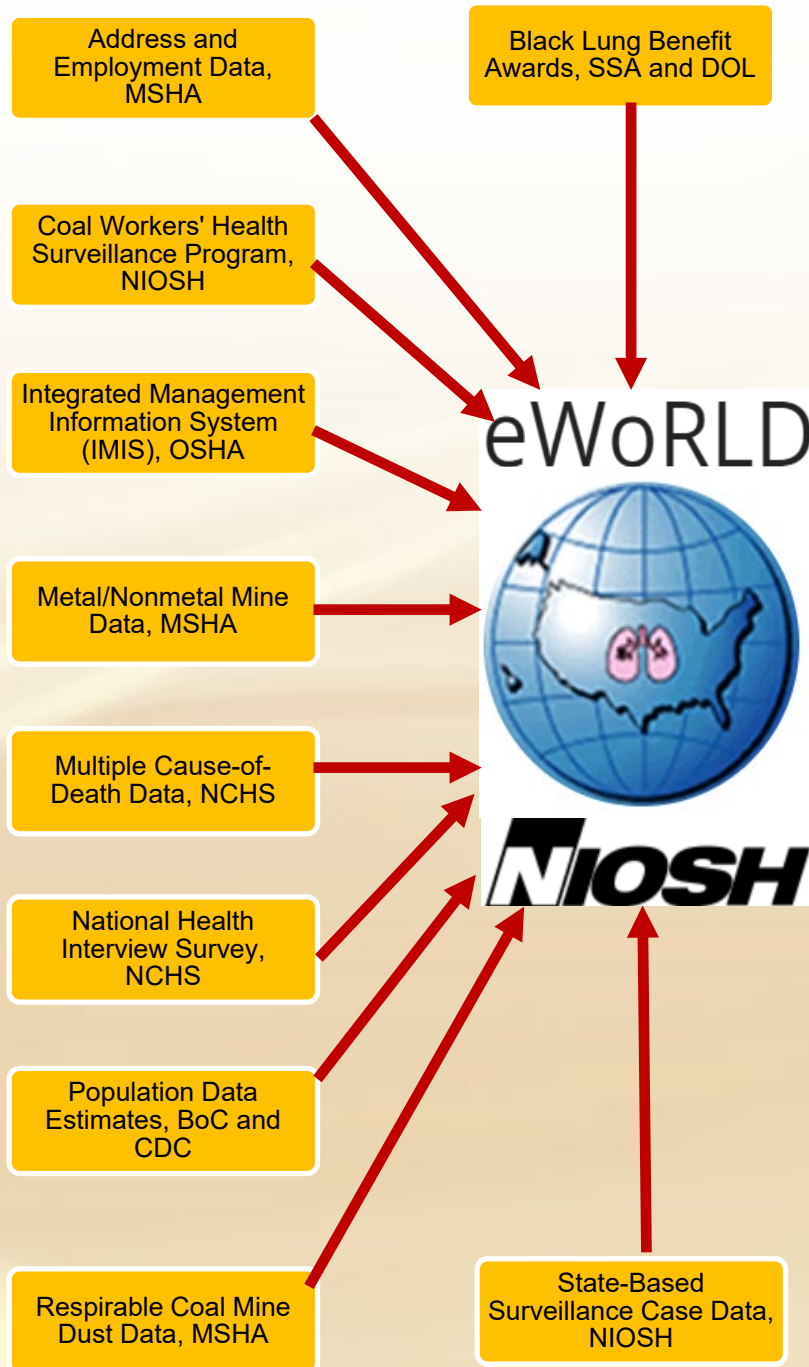 Address and
Employment Data,
MSHA
Black Lung Benefit
Awards, SSA and DOL
Coal Workers' Health
Surveillance Program,
NIOSH
Integrated Management
Information System
(IMIS), OSHA
eWoRLD
Metal/Nonmetal Mine
Data, MSHA
Multiple Cause-of-
Death Data, NCHS
NIOSH
National Health
Interview Survey,
NCHS
Population Data
Estimates, BoC and
CDC
Respirable Coal Mine
Dust Data, MSHA
State-Based
Surveillance Case Data,
NIOSH